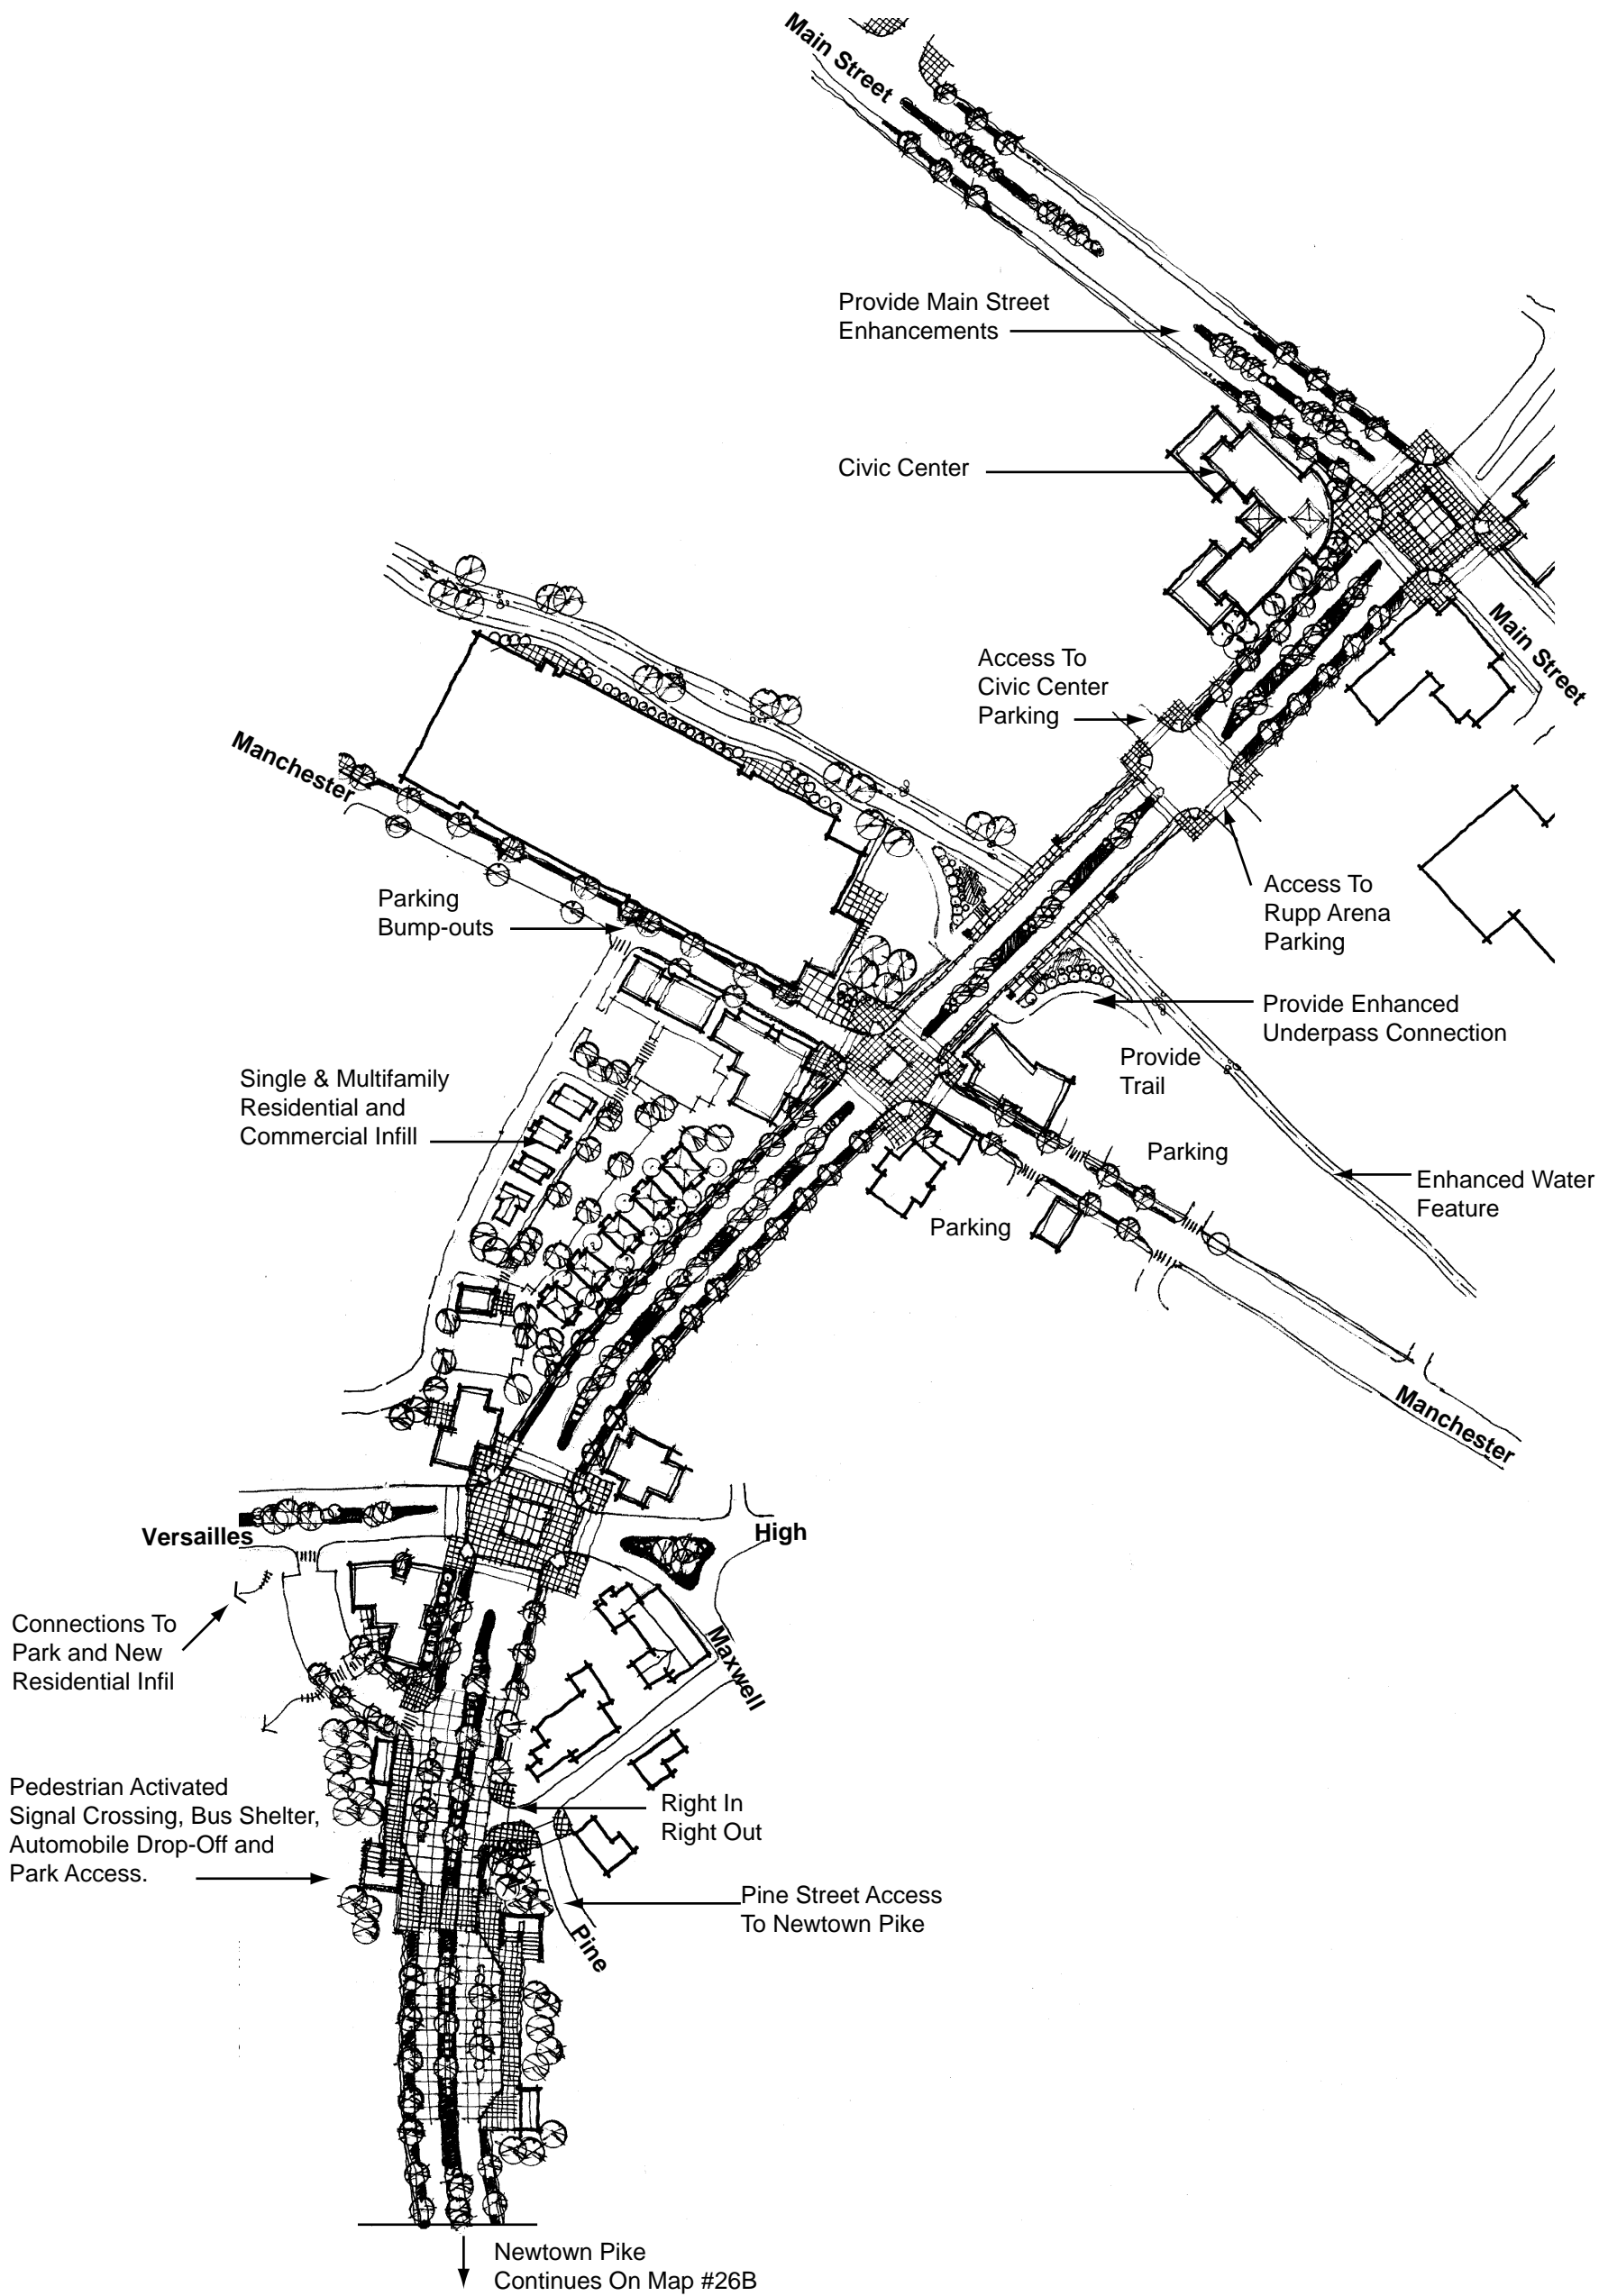 Main Street
Provide Main Street
Enhancements
Civic Center
Main Street
Access To
Civic Center
Parking
Manchester
Parking
Bump-outs
Access To
Rupp Arena
Parking
Provide Enhanced
Underpass Connection
Provide
Trail
Single & Multifamily
Residential and
Commercial Infill
Parking
Enhanced Water
Feature
Parking
Manchester
Versailles
High
Connections To
Park and New
Residential Infil
Maxwell
Pedestrian Activated
Signal Crossing, Bus Shelter,
Automobile Drop-Off and
Park Access.
Right In
Right Out
Pine Street Access
To Newtown Pike
Pine
Newtown Pike
Continues On Map #26B